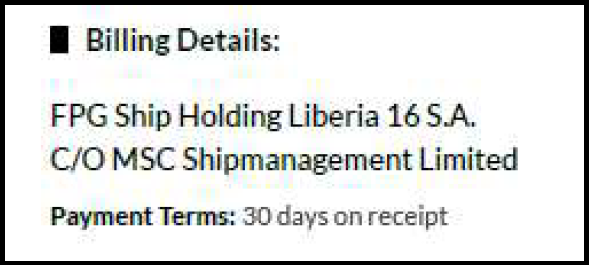 Billing Details:
FPG Ship Holding Liberia 16 S.A.
C/O MSC Shipmanagement Limited
Payment Terms: 30 days on receipt